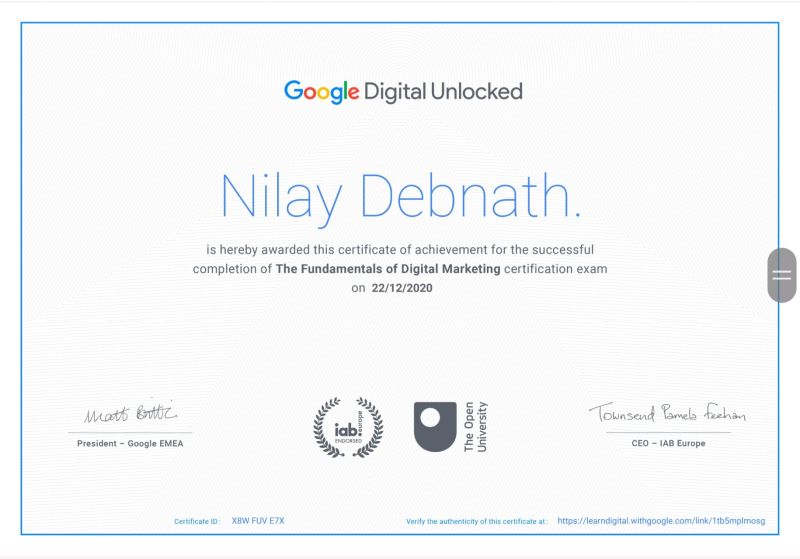 Google Digital Unlocked
Nilay Debnath.
is hereby awarded this certificate of achievement for the successful
completion of The Fundamentals of Digital Marketing certification exam
on 22/12/2020
Matt Brittin
President – Google EMEA
iab.europe
ENDORSED
The Open
University
Townsend Pamela Feehan
CEO – IAB Europe
Certificate ID : X8W FUV E7X
Verify the authenticity of this certificate at : https://learndigital.withgoogle.com/link/1tb5mplmosg